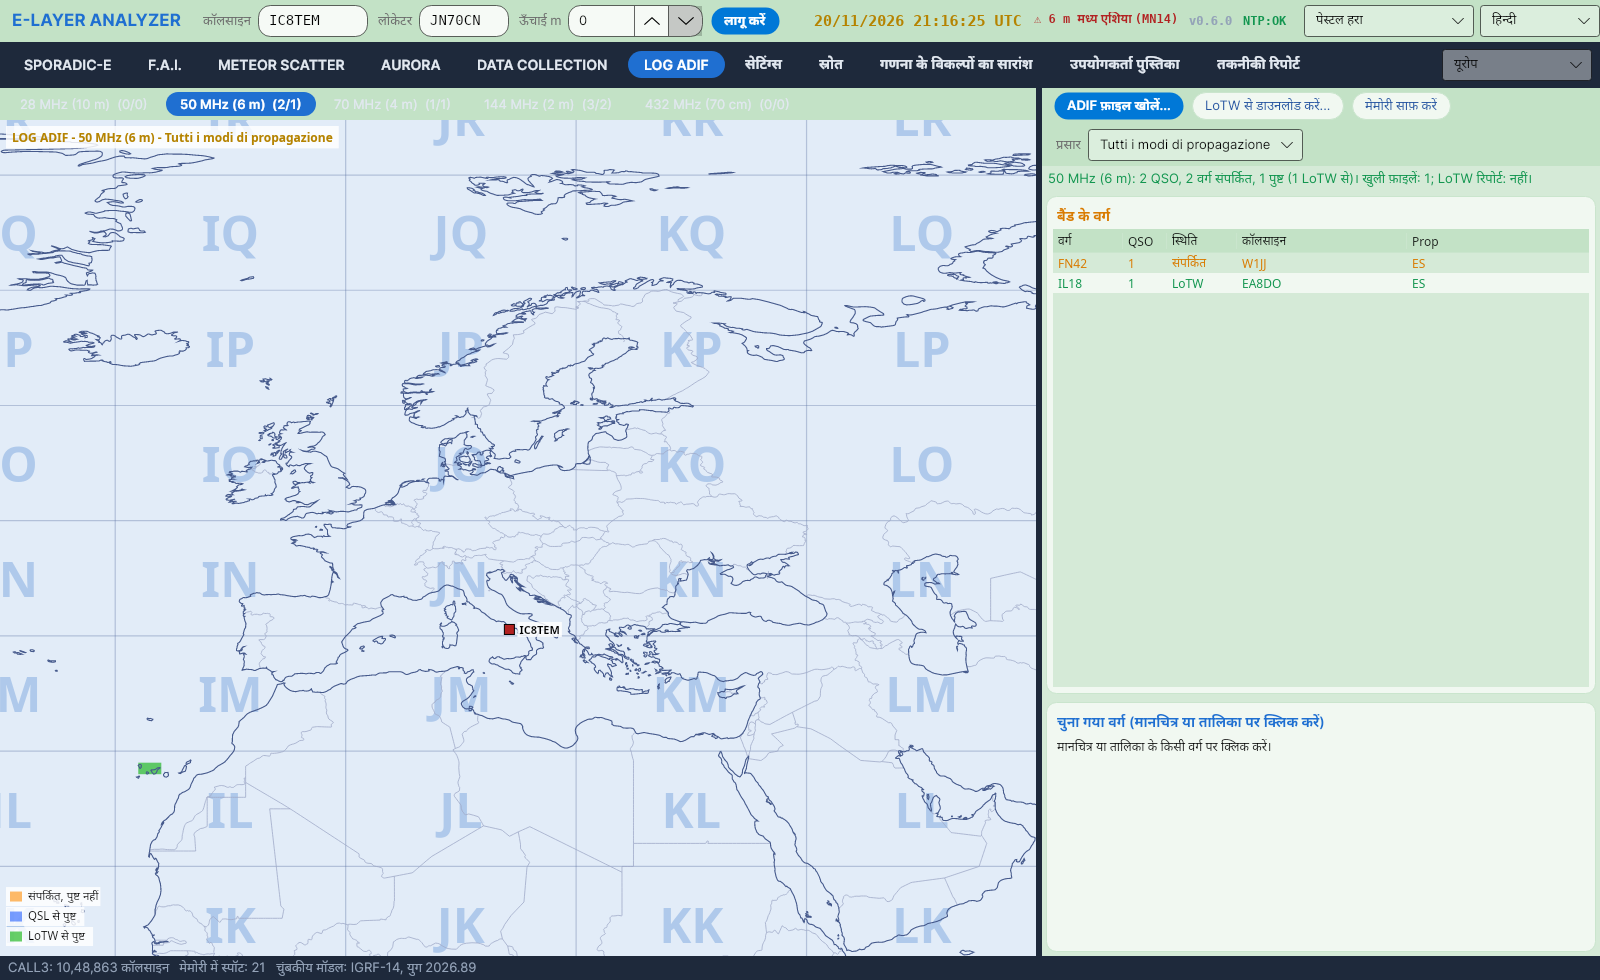 E-LAYER ANALYZER कॉलसाइन IC8TEM लोकेटर JN70CN ऊँचाई m 0 लागू करें 20/11/2026 21:16:25 UTC ⚠ 6 m मध्य एशिया (MN14) v0.6.0 NTP:OK पेस्टल हरा हिन्दी
SPORADIC-E F.A.I. METEOR SCATTER AURORA DATA COLLECTION LOG ADIF सेटिंग्स स्रोत गणना के विकल्पों का सारांश उपयोगकर्ता पुस्तिका तकनीकी रिपोर्ट यूरोप
28 MHz (10 m) (0/0) 50 MHz (6 m) (2/1) 70 MHz (4 m) (1/1) 144 MHz (2 m) (3/2) 432 MHz (70 cm) (0/0)
LOG ADIF - 50 MHz (6 m) - Tutti i modi di propagazione
JR KR LR
Q IQ JQ KQ LQ
P IP JP KP LP
O IO JO KO LO
N IN JN KN LN
IC8TEM
M IM JM KM LM
IL IL JL KL LL
IK JK KK LK
संपर्कित, पुष्ट नहीं
QSL से पुष्ट
LoTW से पुष्ट
ADIF फ़ाइल खोलें... LoTW से डाउनलोड करें... मेमोरी साफ़ करें
प्रसार Tutti i modi di propagazione
50 MHz (6 m): 2 QSO, 2 वर्ग संपर्कित, 1 पुष्ट (1 LoTW से)। खुली फ़ाइलें: 1; LoTW रिपोर्ट: नहीं।
बैंड के वर्ग
वर्ग QSO स्थिति कॉलसाइन Prop
FN42 1 संपर्कित W1JJ ES
IL18 1 LoTW EA8DO ES
चुना गया वर्ग (मानचित्र या तालिका पर क्लिक करें)
मानचित्र या तालिका के किसी वर्ग पर क्लिक करें।
CALL3: 10,48,863 कॉलसाइन मेमोरी में स्पॉट: 21 चुंबकीय मॉडल: IGRF-14, युग 2026.89